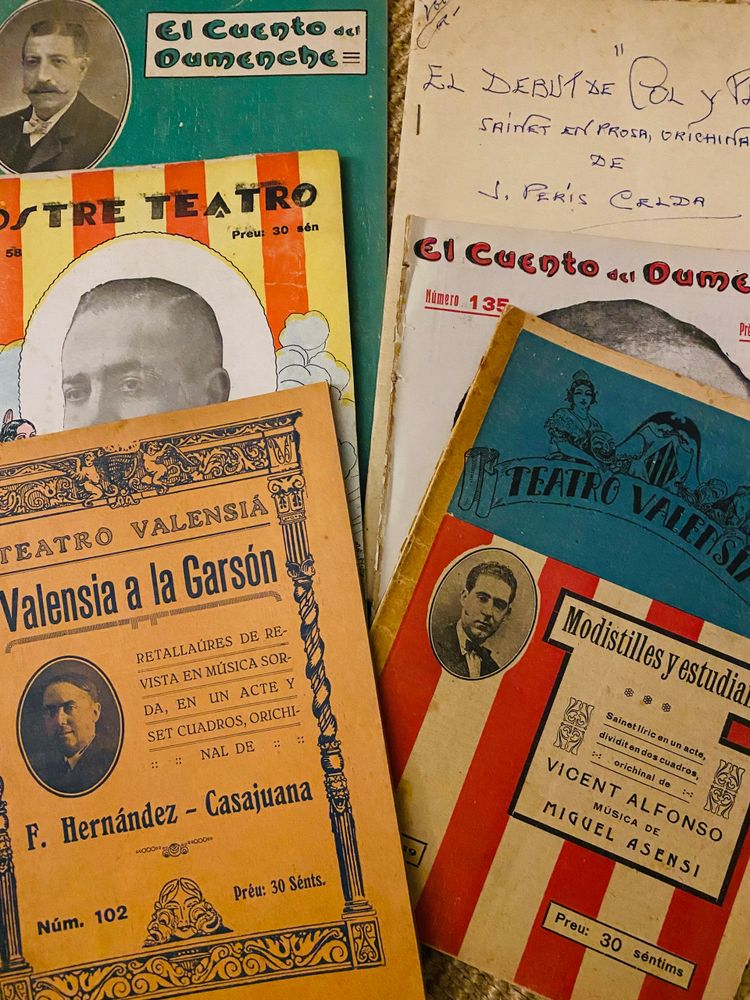 El Cuento del
Dumenche
EL DEBUT DE "POL y
SAINET EN PROSA, ORICHINA
DE
J. PERIS CELDA
OSTRE TEATRO
58
Preu: 30 sén
El Cuento del Dume
Número 135
Pré
TEATRO VALENSIÁ
Valensia a la Garsón
RETALLAÚRES DE RE-
VISTA EN MÚSICA SOR-
DA, EN UN ACTE Y
SET CUADROS, ORICHI-
:: :: NAL DE :: ::
F. Hernández - Casajuana
Núm. 102
Préu: 30 Sénts.
TEATRO VALENSIÁ
Modistilles y estudia
Sainet líric en un acte,
dividit en dos cuadros,
orichinal de
VICENT ALFONSO
MÚSICA DE
MIGUEL ASENSI
Preu: 30 séntims